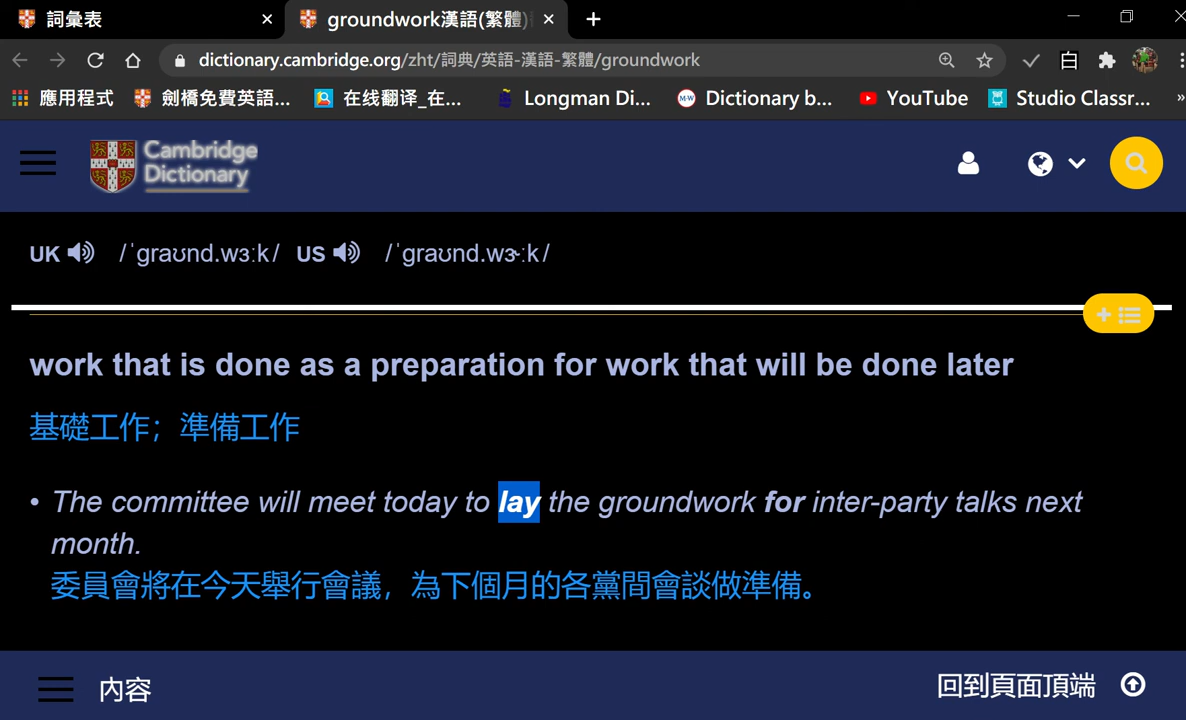 詞彙表
groundwork漢語(繁體)
dictionary.cambridge.org/zht/詞典/英語-漢語-繁體/groundwork
白
應用程式 劍橋免費英語... 在线翻译_在... Longman Di... M-W Dictionary b... YouTube Studio Classr... »
Cambridge
Dictionary
UK /ˈɡraʊnd.wɜːk/ US /ˈɡraʊnd.wɝːk/
work that is done as a preparation for work that will be done later
基礎工作；準備工作
• The committee will meet today to lay the groundwork for inter-party talks next
month.
委員會將在今天舉行會議，為下個月的各黨間會談做準備。
內容 回到頁面頂端